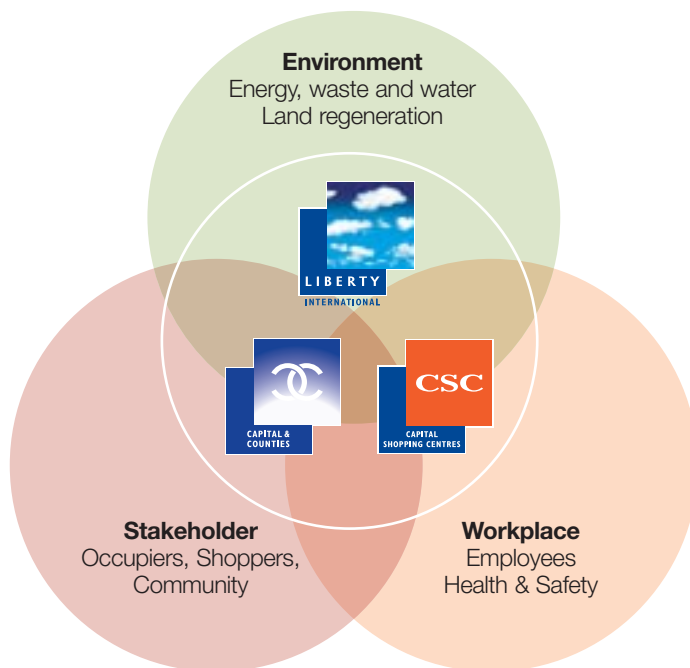 Environment
Energy, waste and water
Land regeneration
LIBERTY
INTERNATIONAL
CAPITAL &
COUNTIES
CSC
CAPITAL
SHOPPING CENTRES
Stakeholder
Occupiers, Shoppers,
Community
Workplace
Employees
Health & Safety